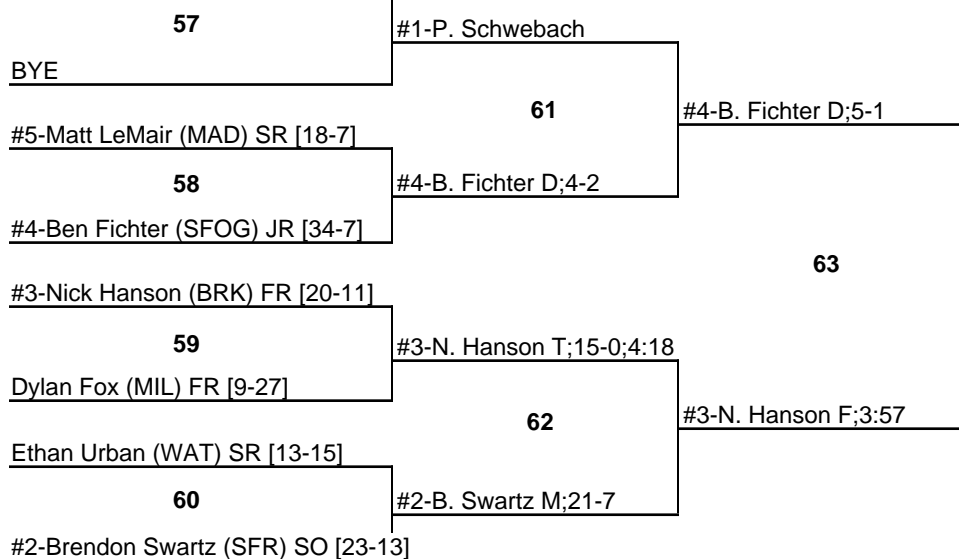 57
#1-P. Schwebach
BYE
61
#4-B. Fichter D;5-1
#5-Matt LeMair (MAD) SR [18-7]
58
#4-B. Fichter D;4-2
#4-Ben Fichter (SFOG) JR [34-7]
63
#3-Nick Hanson (BRK) FR [20-11]
59
#3-N. Hanson T;15-0;4:18
Dylan Fox (MIL) FR [9-27]
62
#3-N. Hanson F;3:57
Ethan Urban (WAT) SR [13-15]
60
#2-B. Swartz M;21-7
#2-Brendon Swartz (SFR) SO [23-13]